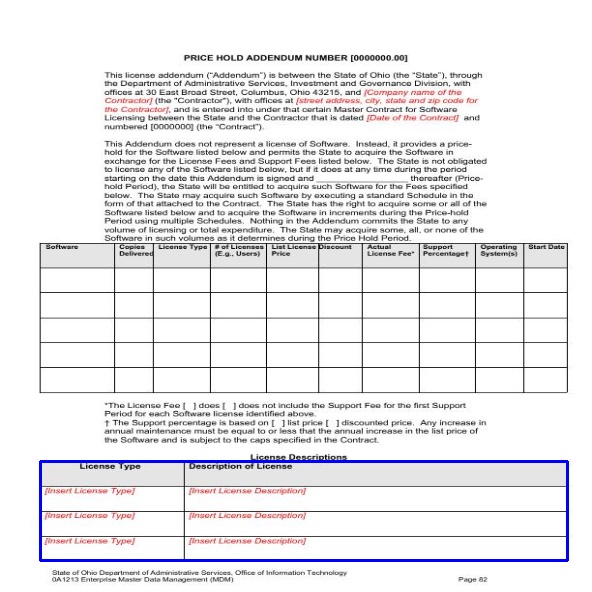 PRICE HOLD ADDENDUM NUMBER [0000000.00]
This license addendum (“Addendum”) is between the State of Ohio (the “State”), through
the Department of Administrative Services, Investment and Governance Division, with
offices at 30 East Broad Street, Columbus, Ohio 43215, and [Company name of the
Contractor] (the "Contractor"), with offices at [street address, city, state and zip code for
the Contractor], and is entered into under that certain Master Contract for Software
Licensing between the State and the Contractor that is dated [Date of the Contract] and
numbered [0000000] (the “Contract”).
This Addendum does not represent a license of Software. Instead, it provides a price-
hold for the Software listed below and permits the State to acquire the Software in
exchange for the License Fees and Support Fees listed below. The State is not obligated
to license any of the Software listed below, but if it does at any time during the period
starting on the date this Addendum is signed and ____________________ thereafter (Price-
hold Period), the State will be entitled to acquire such Software for the Fees specified
below. The State may acquire such Software by executing a standard Schedule in the
form of that attached to the Contract. The State has the right to acquire some or all of the
Software listed below and to acquire the Software in increments during the Price-hold
Period using multiple Schedules. Nothing in the Addendum commits the State to any
volume of licensing or total expenditure. The State may acquire some, all, or none of the
Software in such volumes as it determines during the Price Hold Period.
Software Copies License Type # of Licenses List License Discount Actual Support Operating Start Date
Delivered (E.g., Users) Price License Fee* Percentage† System(s)
*The License Fee [ ] does [ ] does not include the Support Fee for the first Support
Period for each Software license identified above.
† The Support percentage is based on [ ] list price [ ] discounted price. Any increase in
annual maintenance must be equal to or less that the annual increase in the list price of
the Software and is subject to the caps specified in the Contract.
License Descriptions
License Type Description of License
[Insert License Type] [Insert License Description]
[Insert License Type] [Insert License Description]
[Insert License Type] [Insert License Description]
State of Ohio Department of Administrative Services, Office of Information Technology
0A1213 Enterprise Master Data Management (MDM) Page 82